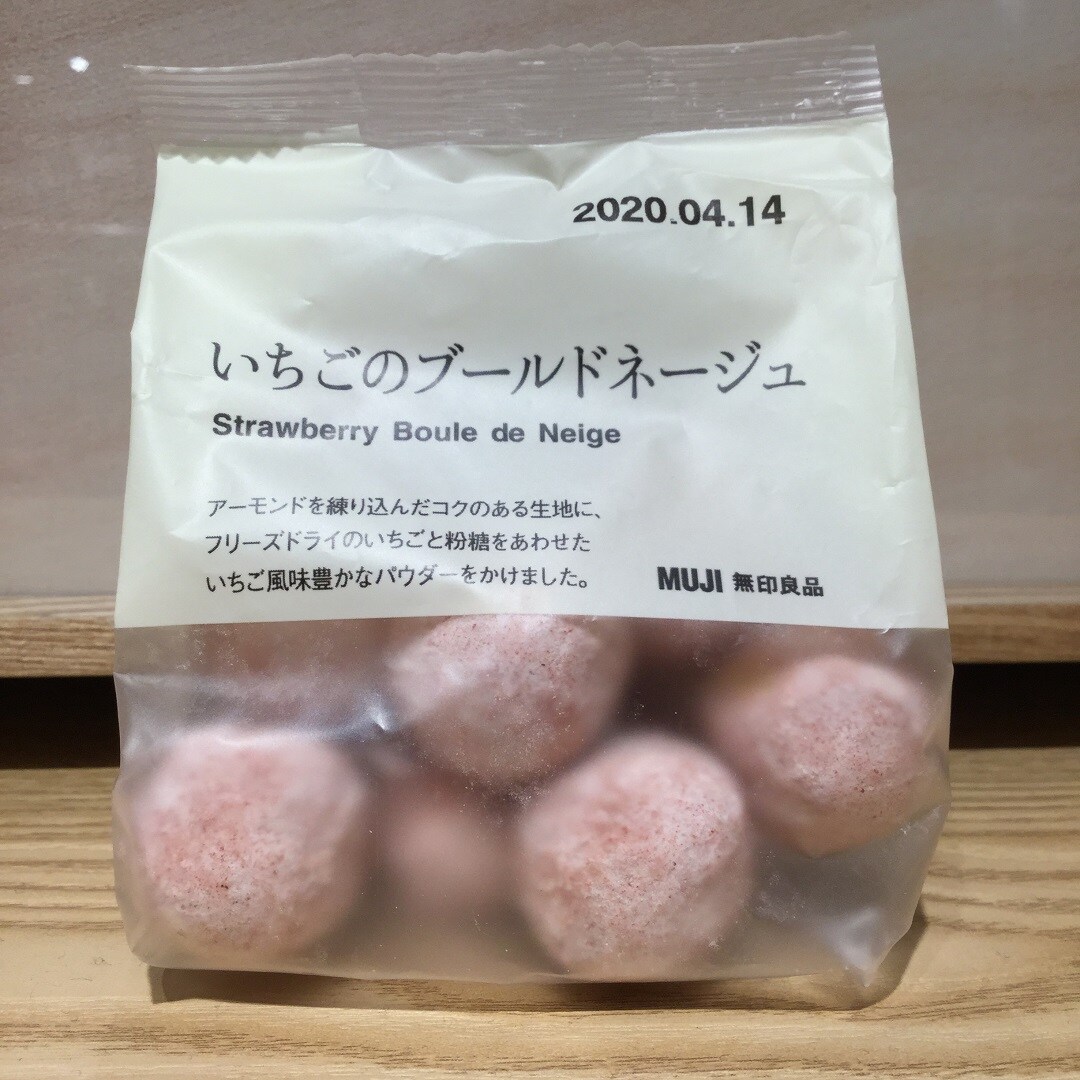 2020.04.14
いちごのブールドネージュ
Strawberry Boule de Neige
アーモンドを練り込んだコクのある生地に、
フリーズドライのいちごと粉糖をあわせた
いちご風味豊かなパウダーをかけました。
MUJI 無印良品